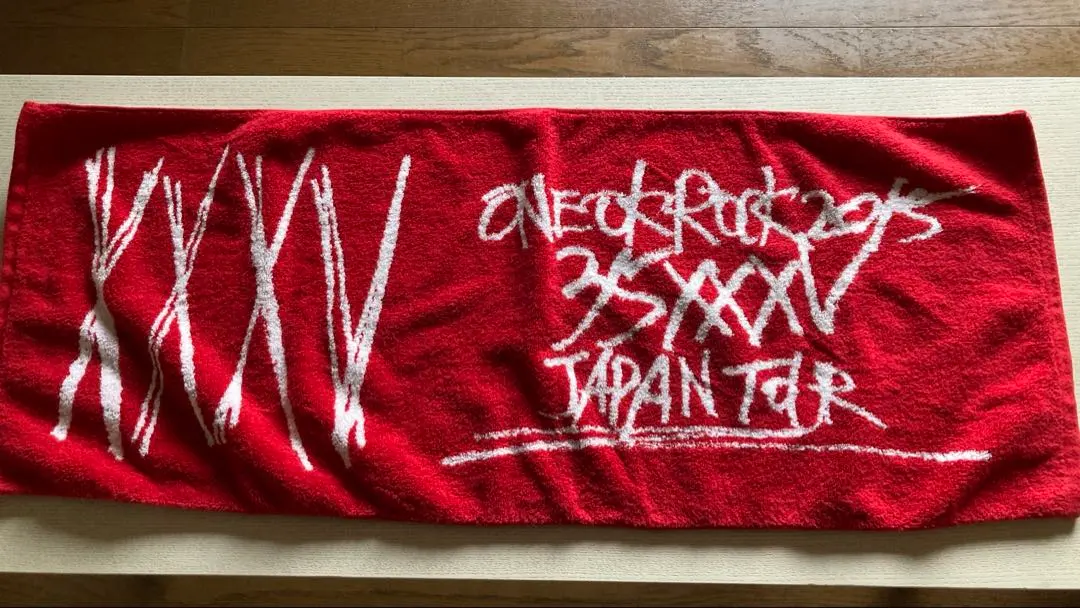 XXXV
ONE OK ROCK 2015
35XXXV
JAPAN TOUR